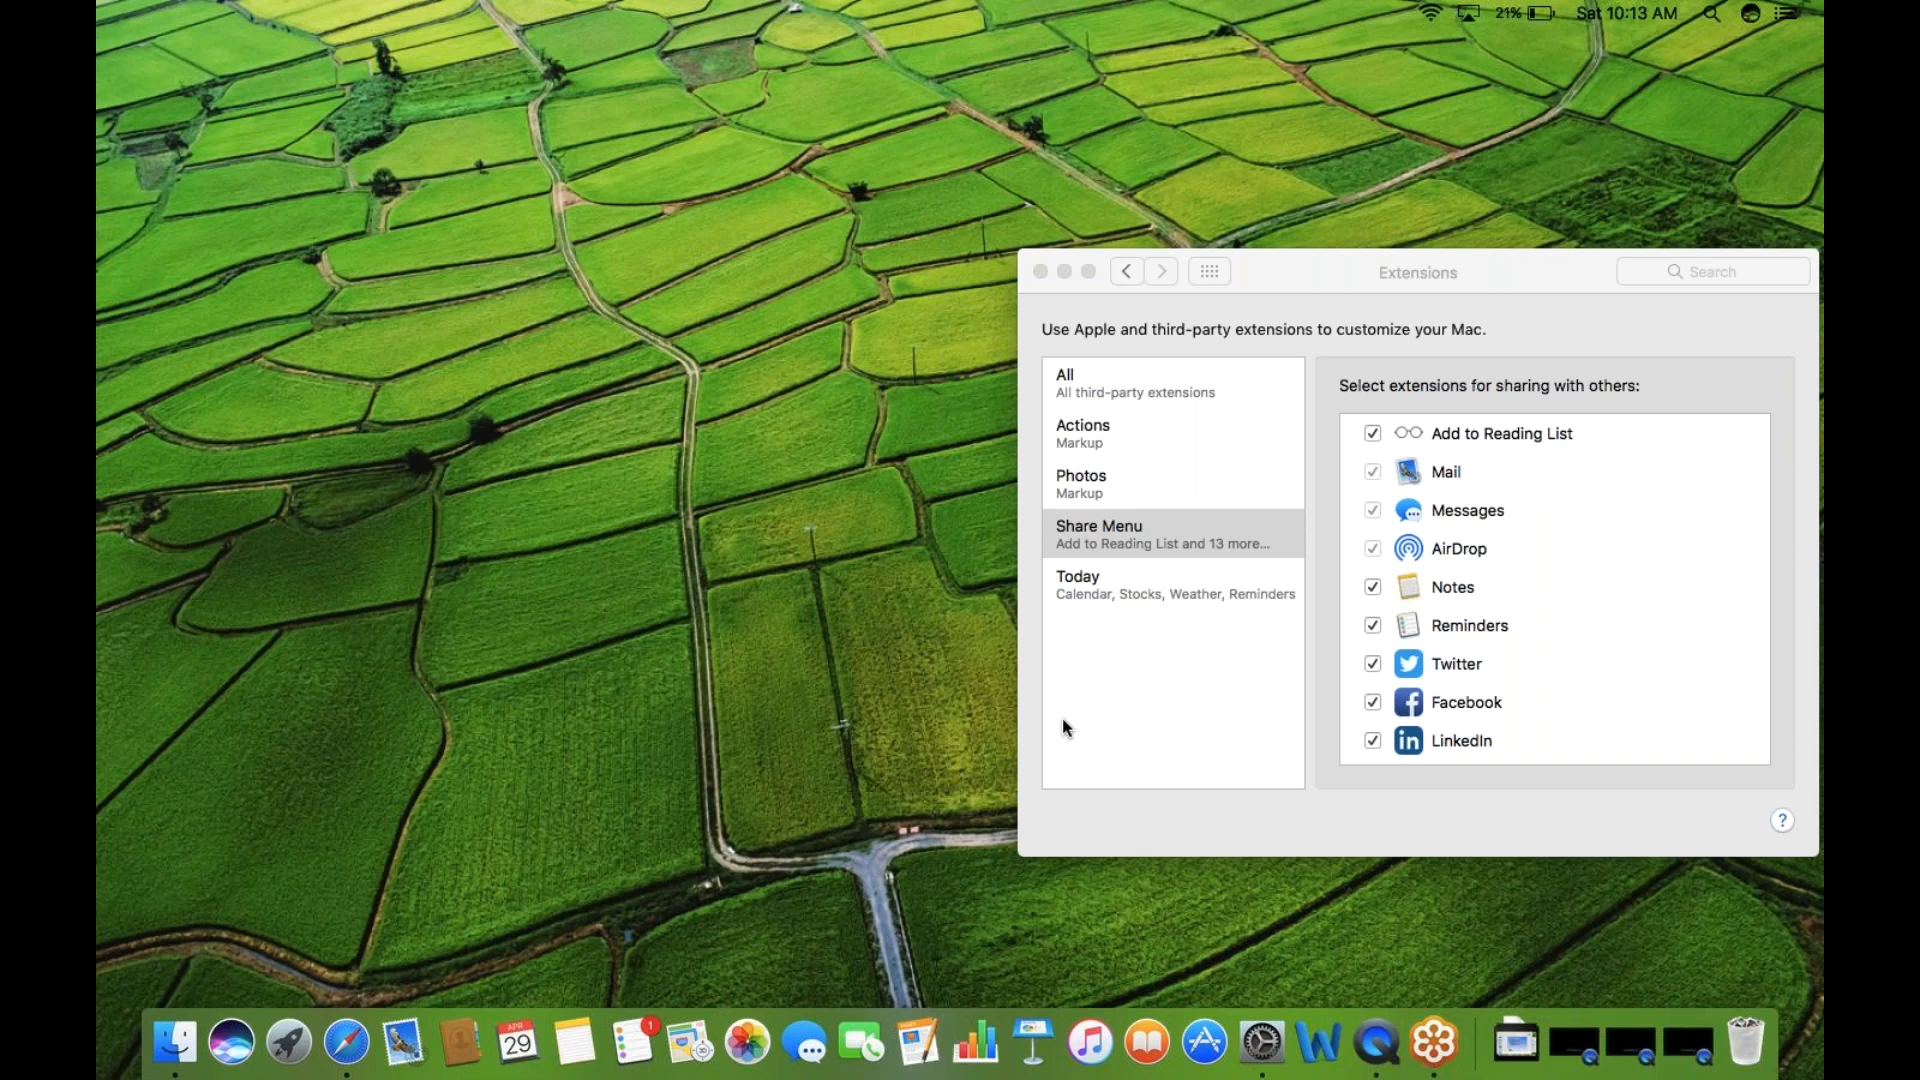 21% Sat 10:13 AM
Extensions
Search
Use Apple and third-party extensions to customize your Mac.
All
All third-party extensions
Actions
Markup
Photos
Markup
Share Menu
Add to Reading List and 13 more...
Today
Calendar, Stocks, Weather, Reminders
Select extensions for sharing with others:
Add to Reading List
Mail
Messages
AirDrop
Notes
Reminders
Twitter
Facebook
LinkedIn
?
APR
29
1